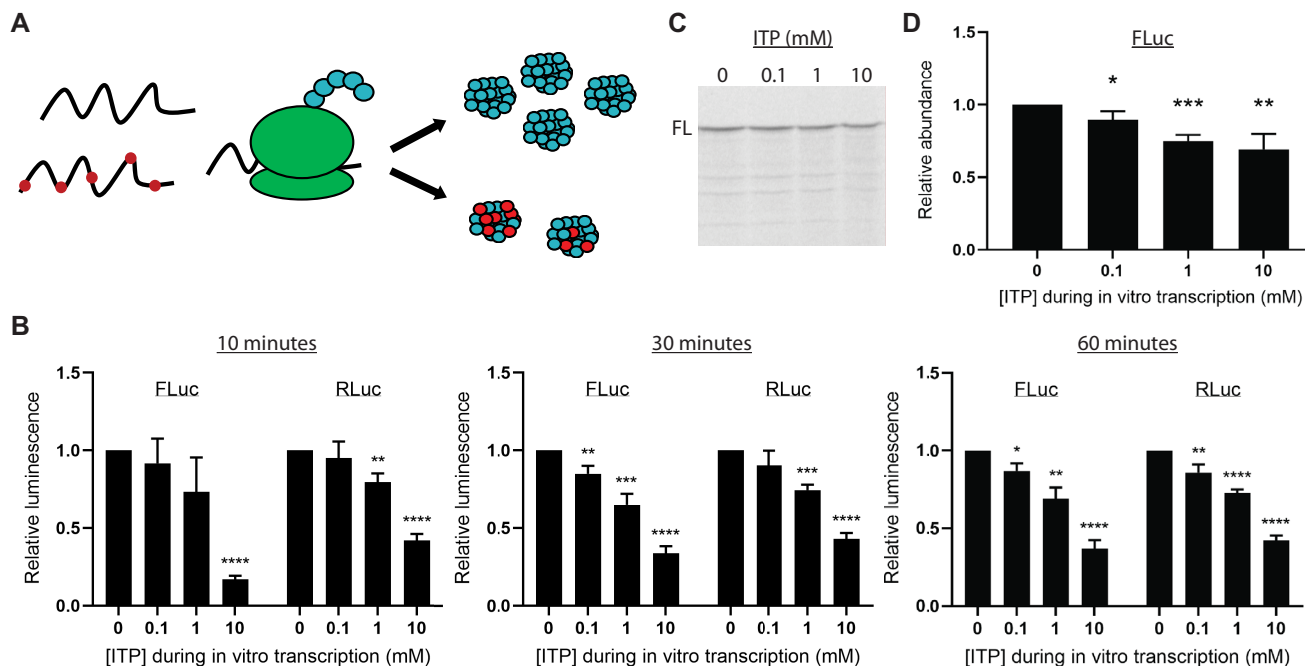 A
C
ITP (mM)
0 0.1 1 10
FL
D
FLuc
1.5
1.0
0.5
0.0
Relative abundance
* *** **
0 0.1 1 10
[ITP] during in vitro transcription (mM)
B
10 minutes
1.5
1.0
0.5
0.0
Relative luminescence
FLuc RLuc
**** ** ****
0 0.1 1 10 0 0.1 1 10
[ITP] during in vitro transcription (mM)
30 minutes
1.5
1.0
0.5
0.0
Relative luminescence
FLuc RLuc
** *** **** *** ****
0 0.1 1 10 0 0.1 1 10
[ITP] during in vitro transcription (mM)
60 minutes
1.5
1.0
0.5
0.0
Relative luminescence
FLuc RLuc
* ** **** ** **** ****
0 0.1 1 10 0 0.1 1 10
[ITP] during in vitro transcription (mM)